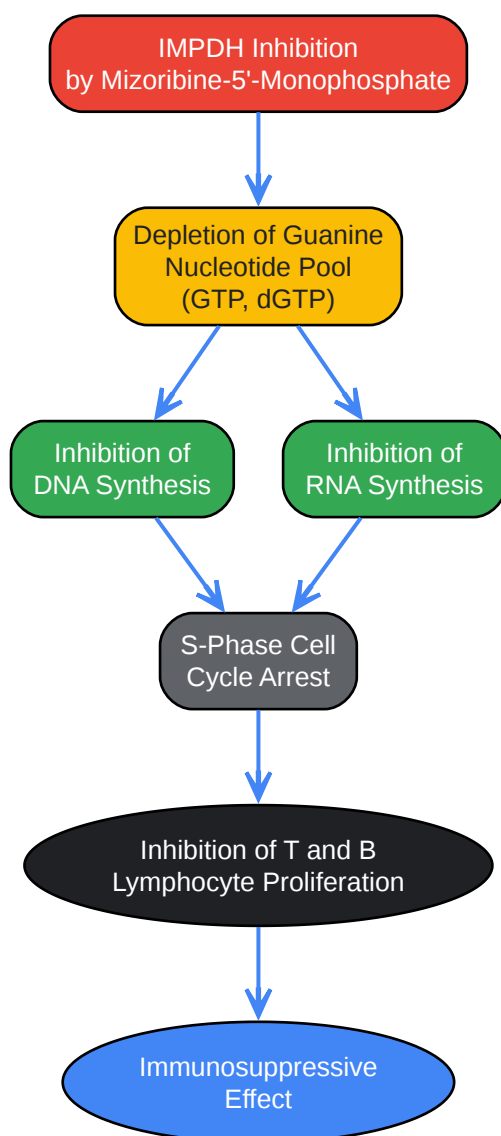 IMPDH Inhibition
by Mizoribine-5'-Monophosphate
Depletion of Guanine
Nucleotide Pool
(GTP, dGTP)
Inhibition of
DNA Synthesis
Inhibition of
RNA Synthesis
S-Phase Cell
Cycle Arrest
Inhibition of T and B
Lymphocyte Proliferation
Immunosuppressive
Effect